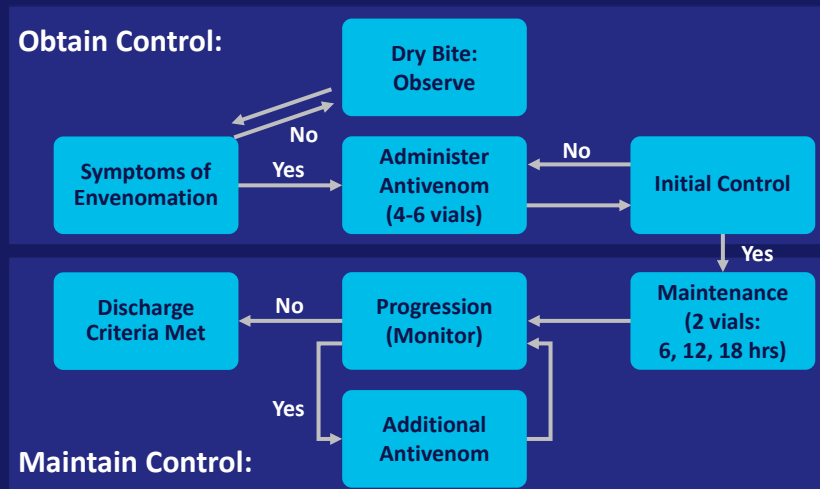 Obtain Control:
Dry Bite:
Observe
No
Symptoms of
Envenomation
Yes
Administer
Antivenom
(4-6 vials)
No
Initial Control
Yes
Discharge
Criteria Met
No
Progression
(Monitor)
Maintenance
(2 vials:
6, 12, 18 hrs)
Yes
Additional
Antivenom
Maintain Control: